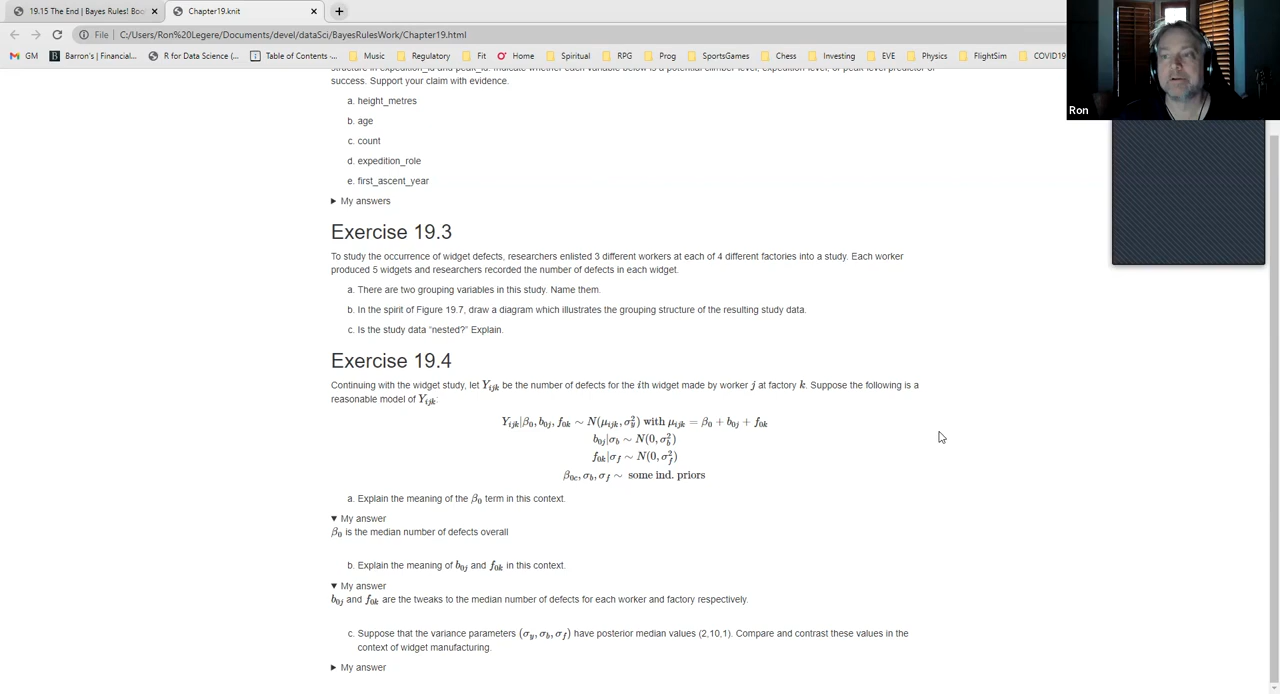 19.15 The End | Bayes Rules! Boo
Chapter19.knit
File | C:/Users/Ron%20Legere/Documents/devel/dataSci/BayesRulesWork/Chapter19.html
GM Barron's | Financial... R for Data Science (... Table of Contents -... Music Regulatory Fit Home Spiritual RPG Prog SportsGames Chess Investing EVE Physics FlightSim COVID19
Ron
success. Support your claim with evidence.
a. height_metres
b. age
c. count
d. expedition_role
e. first_ascent_year
▶ My answers
Exercise 19.3
To study the occurrence of widget defects, researchers enlisted 3 different workers at each of 4 different factories into a study. Each worker
produced 5 widgets and researchers recorded the number of defects in each widget.
a. There are two grouping variables in this study. Name them.
b. In the spirit of Figure 19.7, draw a diagram which illustrates the grouping structure of the resulting study data.
c. Is the study data “nested?” Explain.
Exercise 19.4
Continuing with the widget study, let Y_ijk be the number of defects for the ith widget made by worker j at factory k. Suppose the following is a
reasonable model of Y_ijk:
Y_ijk|β_0, b_0j, f_0k ∼ N(μ_ijk, σ_y^2) with μ_ijk = β_0 + b_0j + f_0k
b_0j|σ_b ∼ N(0, σ_b^2)
f_0k|σ_f ∼ N(0, σ_f^2)
β_0c, σ_b, σ_f ∼ some ind. priors
a. Explain the meaning of the β_0 term in this context.
▼ My answer
β_0 is the median number of defects overall
b. Explain the meaning of b_0j and f_0k in this context.
▼ My answer
b_0j and f_0k are the tweaks to the median number of defects for each worker and factory respectively.
c. Suppose that the variance parameters (σ_y, σ_b, σ_f) have posterior median values (2,10,1). Compare and contrast these values in the
context of widget manufacturing.
▶ My answer